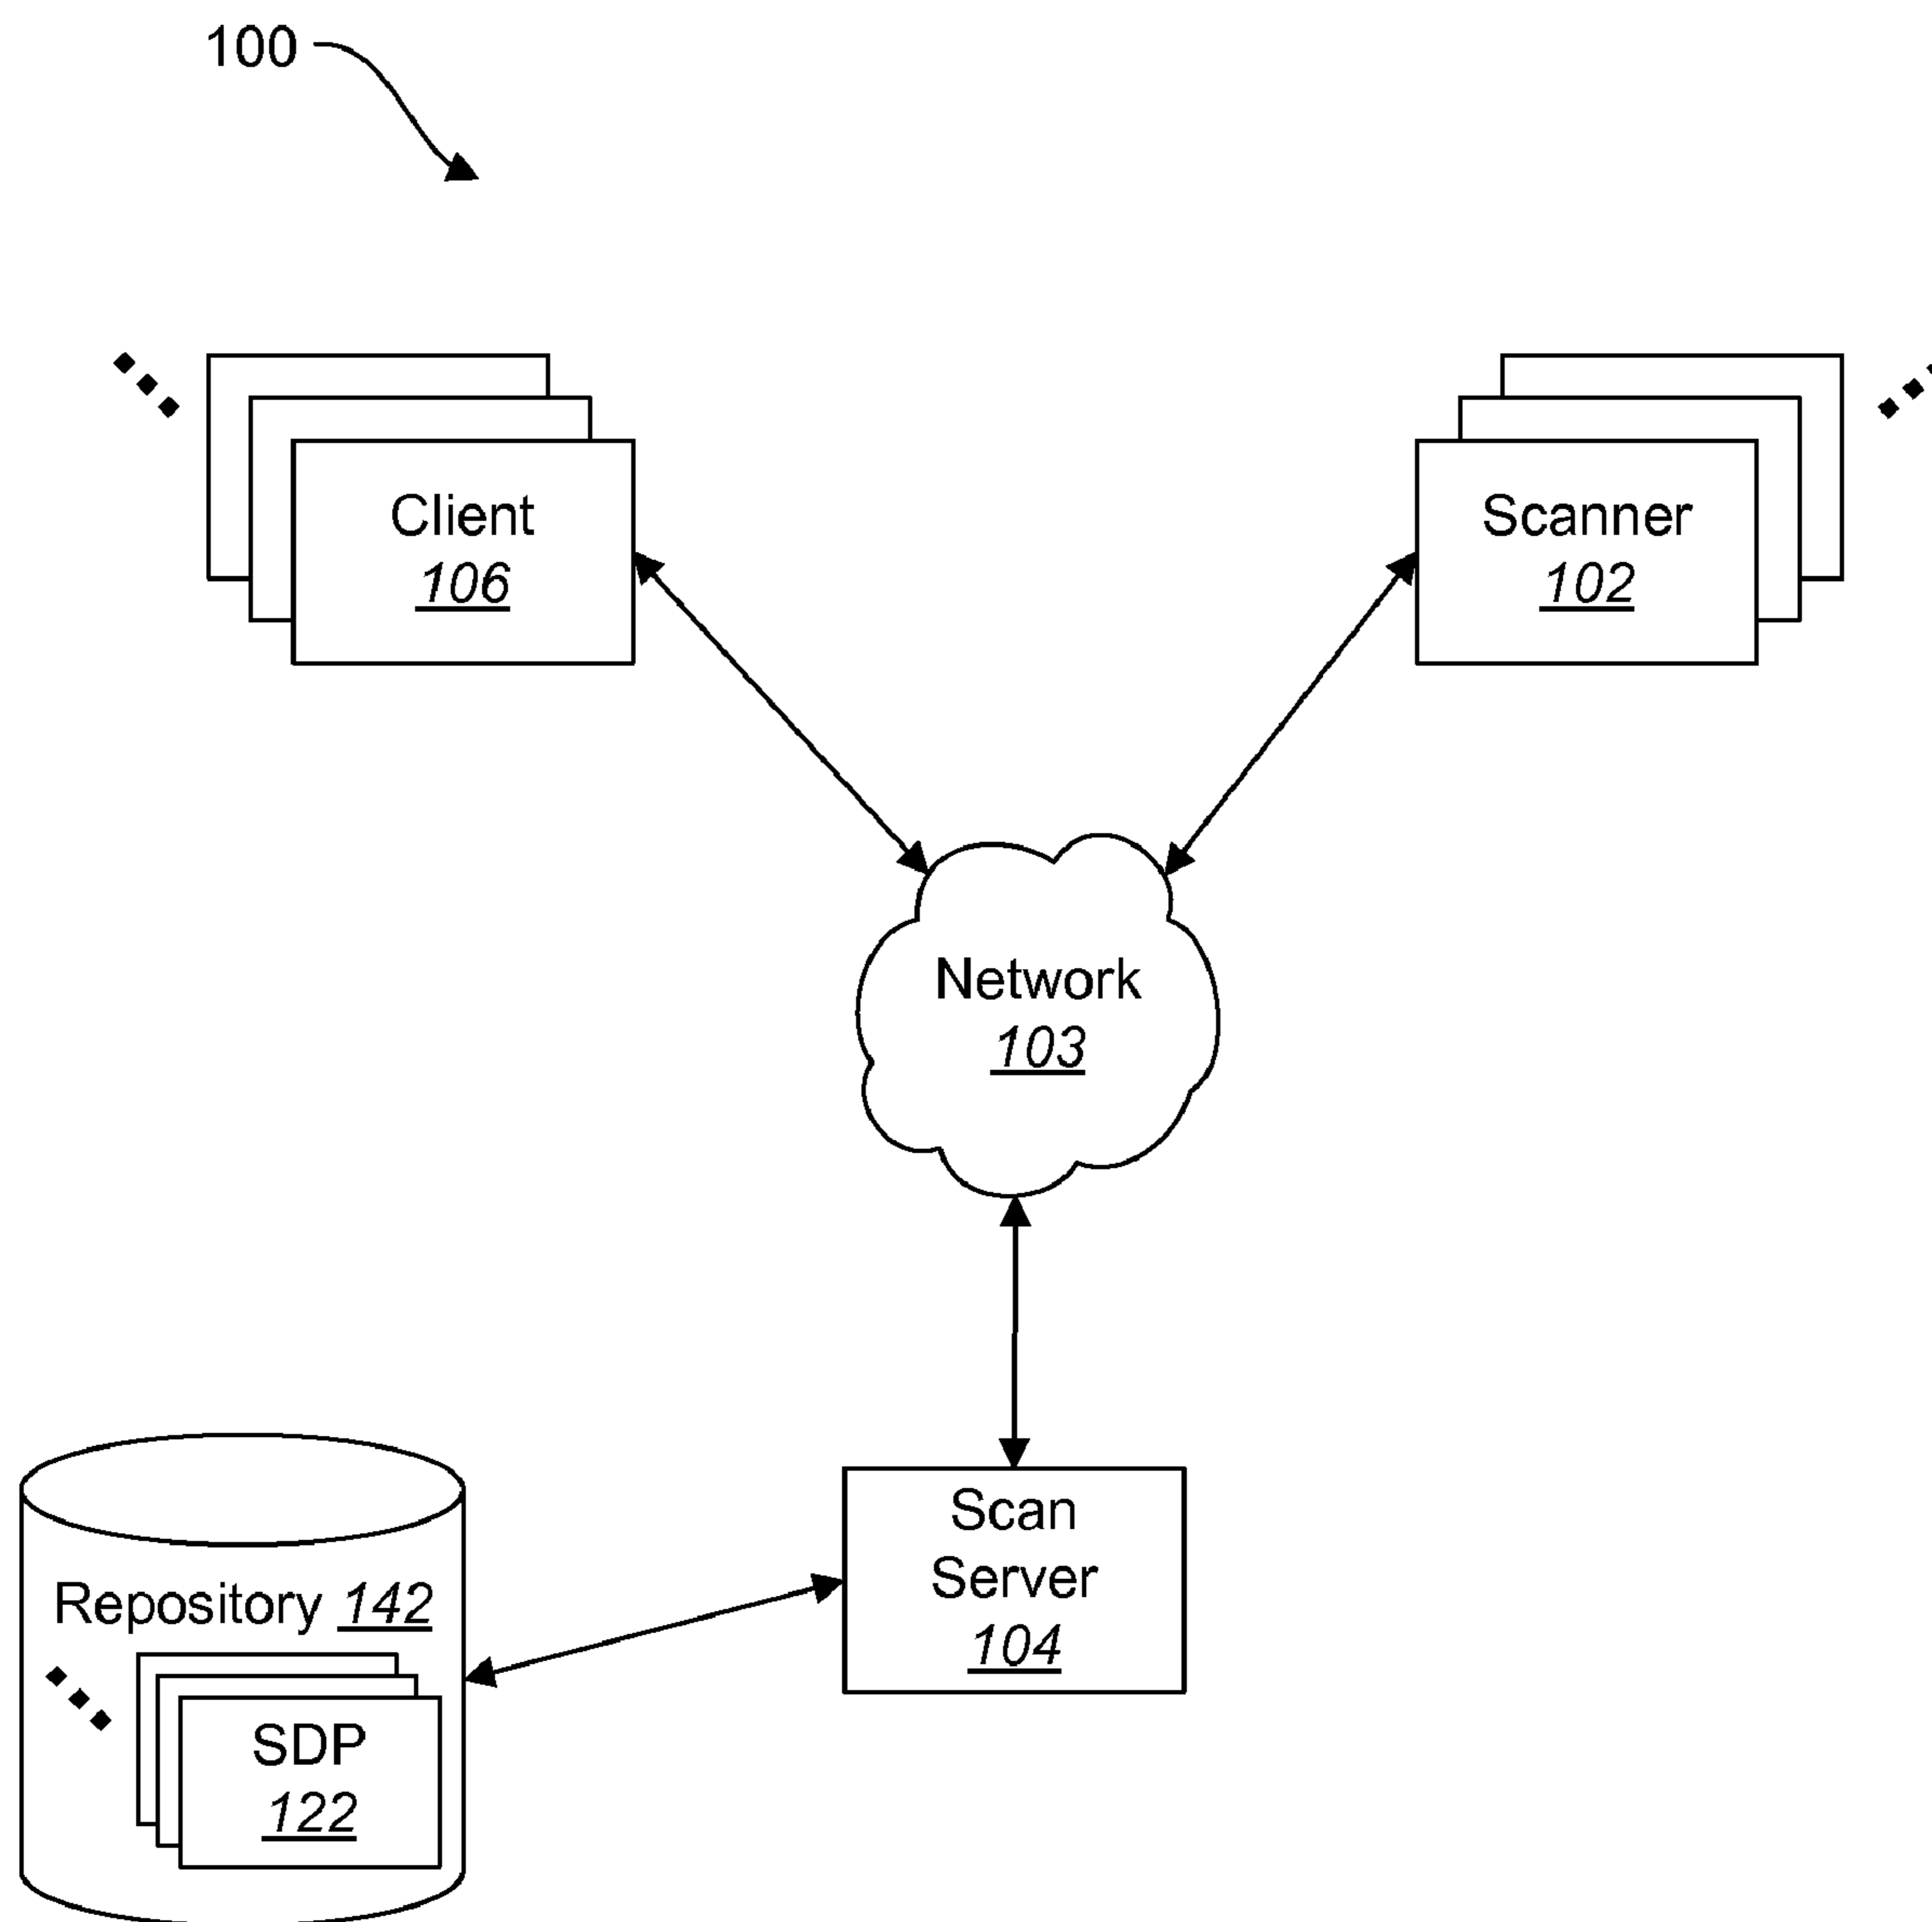 100
Client
106
Scanner
102
Network
103
Scan
Server
104
Repository 142
SDP
122